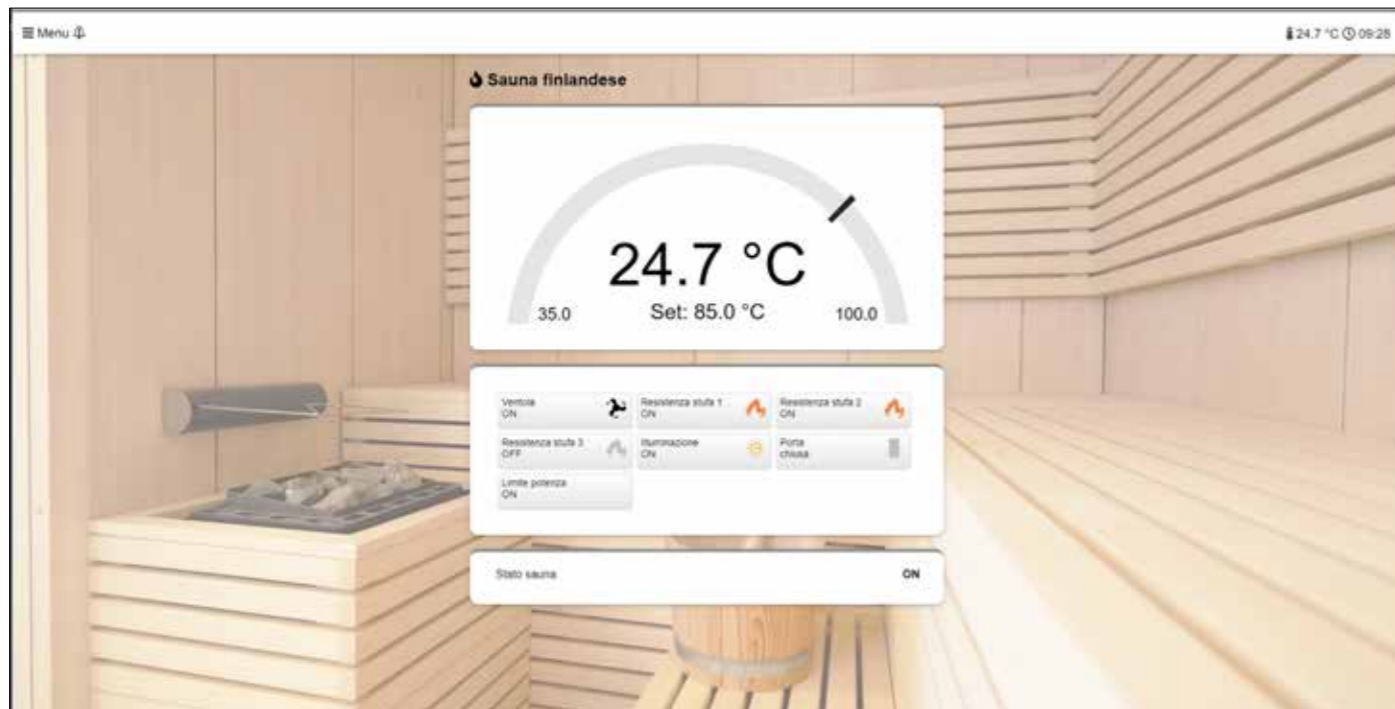 Menu
24.7 °C 09:28
Sauna finlandese
24.7 °C
35.0
Set: 85.0 °C
100.0
Ventola
ON
Resistenza stufa 1
ON
Resistenza stufa 2
ON
Resistenza stufa 3
OFF
Illuminazione
ON
Porta
chiusa
Limite potenza
ON
Stato sauna
ON